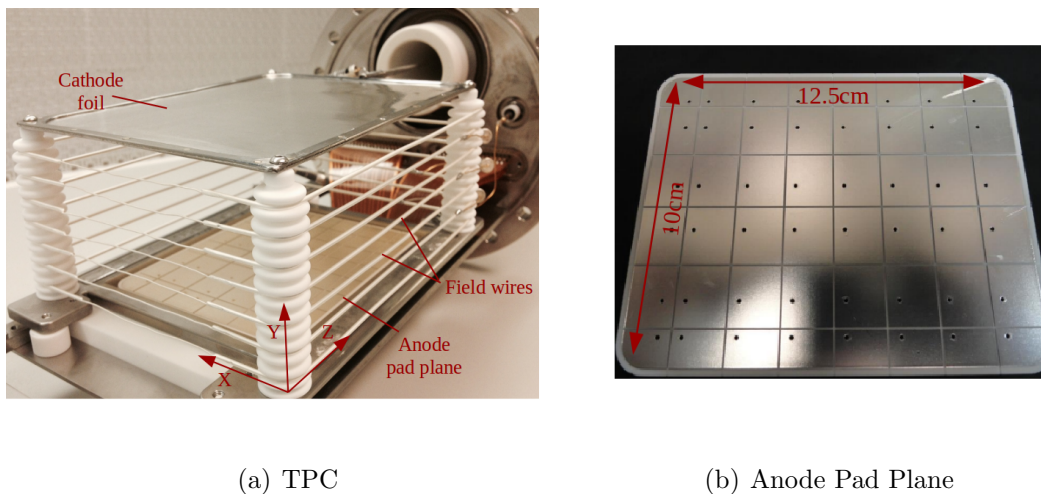 Cathode
foil
Field wires
Anode
pad plane
Y
Z
X
12.5cm
10cm
(a) TPC
(b) Anode Pad Plane